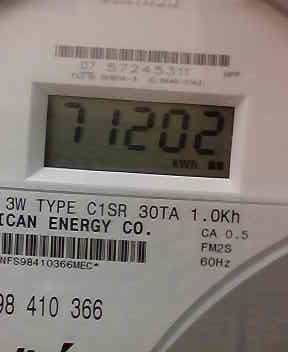 07 57245311
71202
kWh
3W TYPE C1SR 30TA 1.0Kh
ICAN ENERGY CO.
CA 0.5
FM2S
NFS98410366MEC*
60Hz
98 410 366